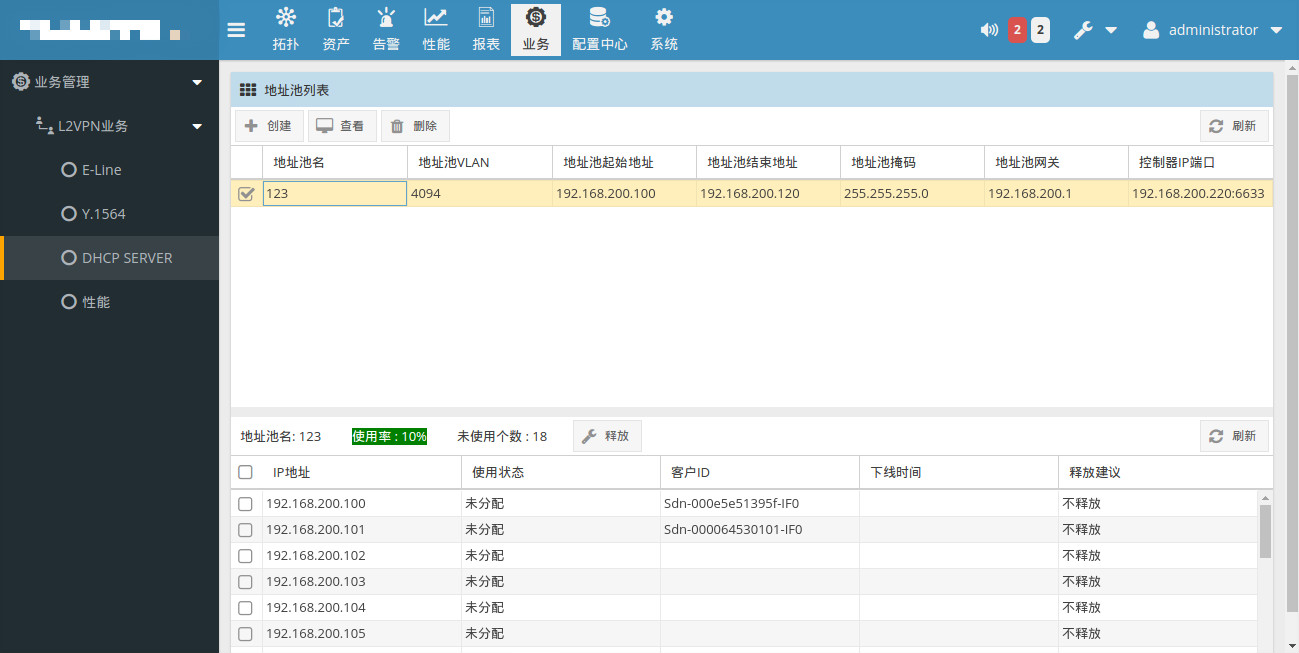 拓扑 资产 告警 性能 报表 业务 配置中心 系统 2 2 administrator
业务管理
L2VPN业务
E-Line
Y.1564
DHCP SERVER
性能
地址池列表
创建 查看 删除 刷新
地址池名 地址池VLAN 地址池起始地址 地址池结束地址 地址池掩码 地址池网关 控制器IP端口
123 4094 192.168.200.100 192.168.200.120 255.255.255.0 192.168.200.1 192.168.200.220:6633
地址池名: 123 使用率 : 10% 未使用个数 : 18 释放 刷新
IP地址 使用状态 客户ID 下线时间 释放建议
192.168.200.100 未分配 Sdn-000e5e51395f-IF0 不释放
192.168.200.101 未分配 Sdn-000064530101-IF0 不释放
192.168.200.102 未分配 不释放
192.168.200.103 未分配 不释放
192.168.200.104 未分配 不释放
192.168.200.105 未分配 不释放